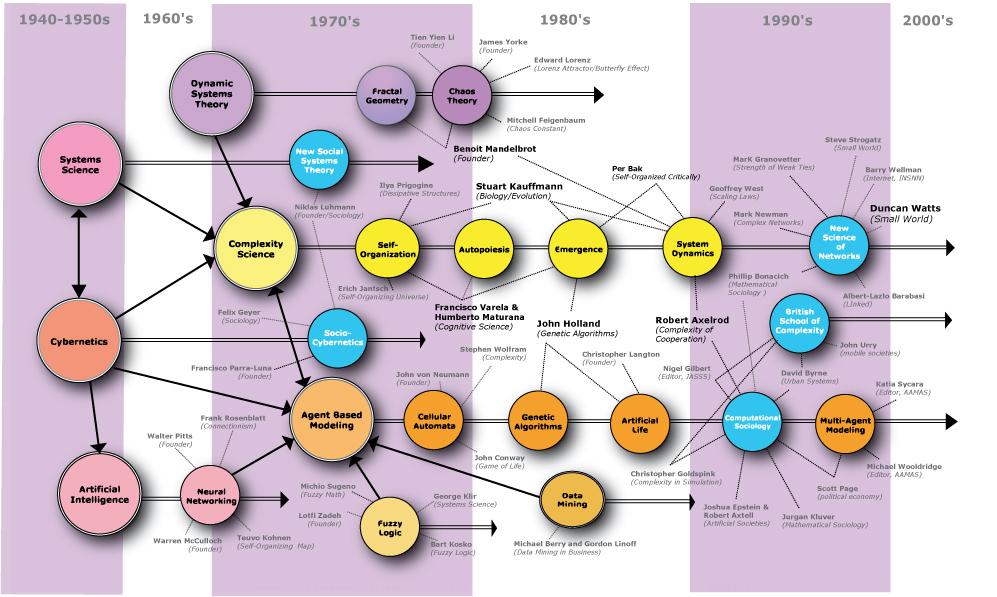 1940-1950s
1960's
1970's
1980's
1990's
2000's
Tien Yien Li
(Founder)
James Yorke
(Founder)
Edward Lorenz
(Lorenz Attractor/Butterfly Effect)
Dynamic
Systems
Theory
Fractal
Geometry
Chaos
Theory
Mitchell Feigenbaum
(Chaos Constant)
Benoit Mandelbrot
(Founder)
Systems
Science
New Social
Systems
Theory
Niklas Luhmann
(Founder/Sociology)
Ilya Prigogine
(Dissipative Structures)
Stuart Kauffmann
(Biology/Evolution)
Per Bak
(Self-Organized Critically)
Geoffrey West
(Scaling Laws)
Mark Newman
(Complex Networks)
MarK Granovetter
(Strength of Weak Ties)
Steve Strogatz
(Small World)
Barry Wellman
(Internet, INSNN)
Duncan Watts
(Small World)
Complexity
Science
Self-
Organization
Autopoiesis
Emergence
System
Dynamics
New
Science
of
Networks
Erich Jantsch
(Self-Organizing Universe)
Francisco Varela &
Humberto Maturana
(Cognitive Science)
Phillip Bonacich
(Mathematical
Sociology )
Albert-Lazlo Barabasi
(LInked)
Cybernetics
Felix Geyer
(Sociology)
Socio-
Cybernetics
Francisco Parra-Luna
(Founder)
John Holland
(Genetic Algorithms)
Robert Axelrod
(Complexity of
Cooperation)
British
School of
Complexity
John Urry
(mobile societies)
David Byrne
(Urban Systems)
Stephen Wolfram
(Complexity)
John von Neumann
(Founder)
Christopher Langton
(Founder)
Nigel Gilbert
(Editor, JASSS)
Katia Sycara
(Editor, AAMAS)
Agent Based
Modeling
Cellular
Automata
Genetic
Algorithms
Artificial
Life
Computational
Sociology
Multi-Agent
Modeling
John Conway
(Game of Life)
Michael Wooldridge
(Editor, AAMAS)
Frank Rosenblatt
(Connectionism)
Walter Pitts
(Founder)
Artificial
Intelligence
Neural
Networking
Warren McCulloch
(Founder)
Teuvo Kohnen
(Self-Organizing  Map)
Michio Sugeno
(Fuzzy Math)
Lotfi Zadeh
(Founder)
Fuzzy
Logic
George Klir
(Systems Science)
Bart Kosko
(Fuzzy Logic)
Data
Mining
Michael Berry and Gordon Linoff
(Data Mining in Business)
Christopher Goldspink
(Complexity in Simulation)
Joshua Epstein &
Robert Axtell
(Artificial Societies)
Jurgan Kluver
(Mathematical Sociology)
Scott Page
(political economy)